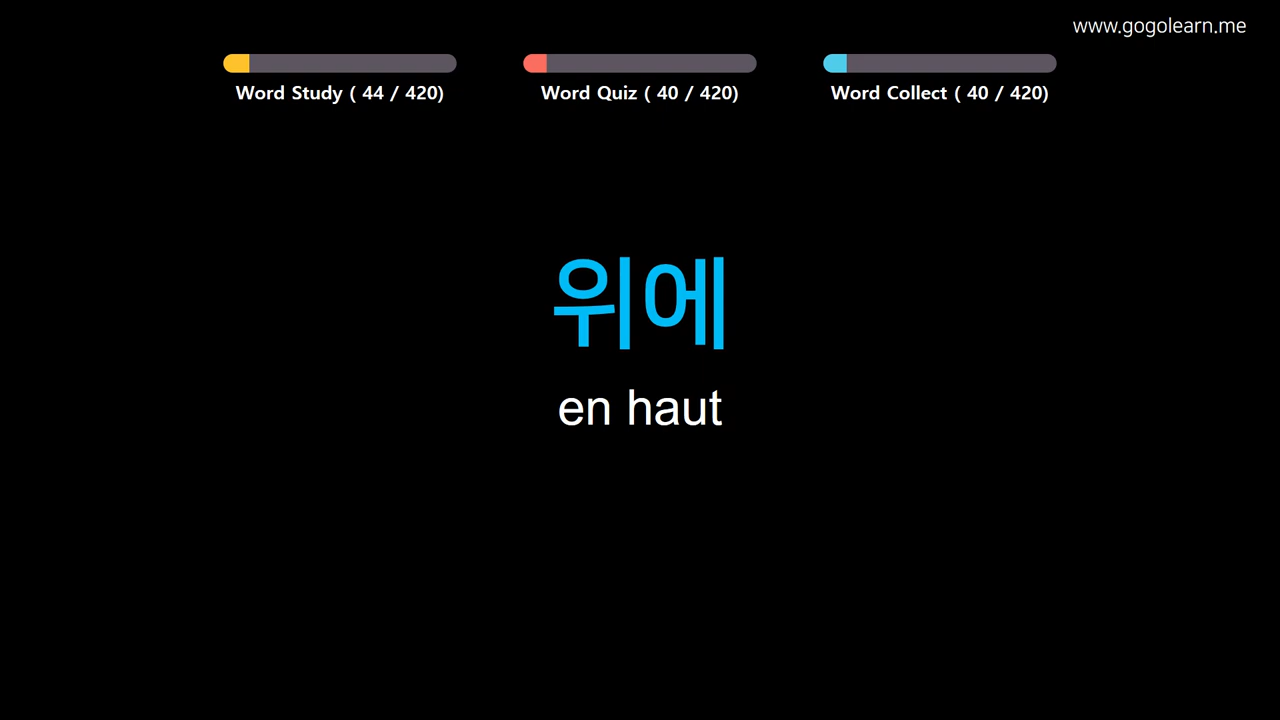 www.gogolearn.me
Word Study ( 44 / 420)
Word Quiz ( 40 / 420)
Word Collect ( 40 / 420)
위에
en haut